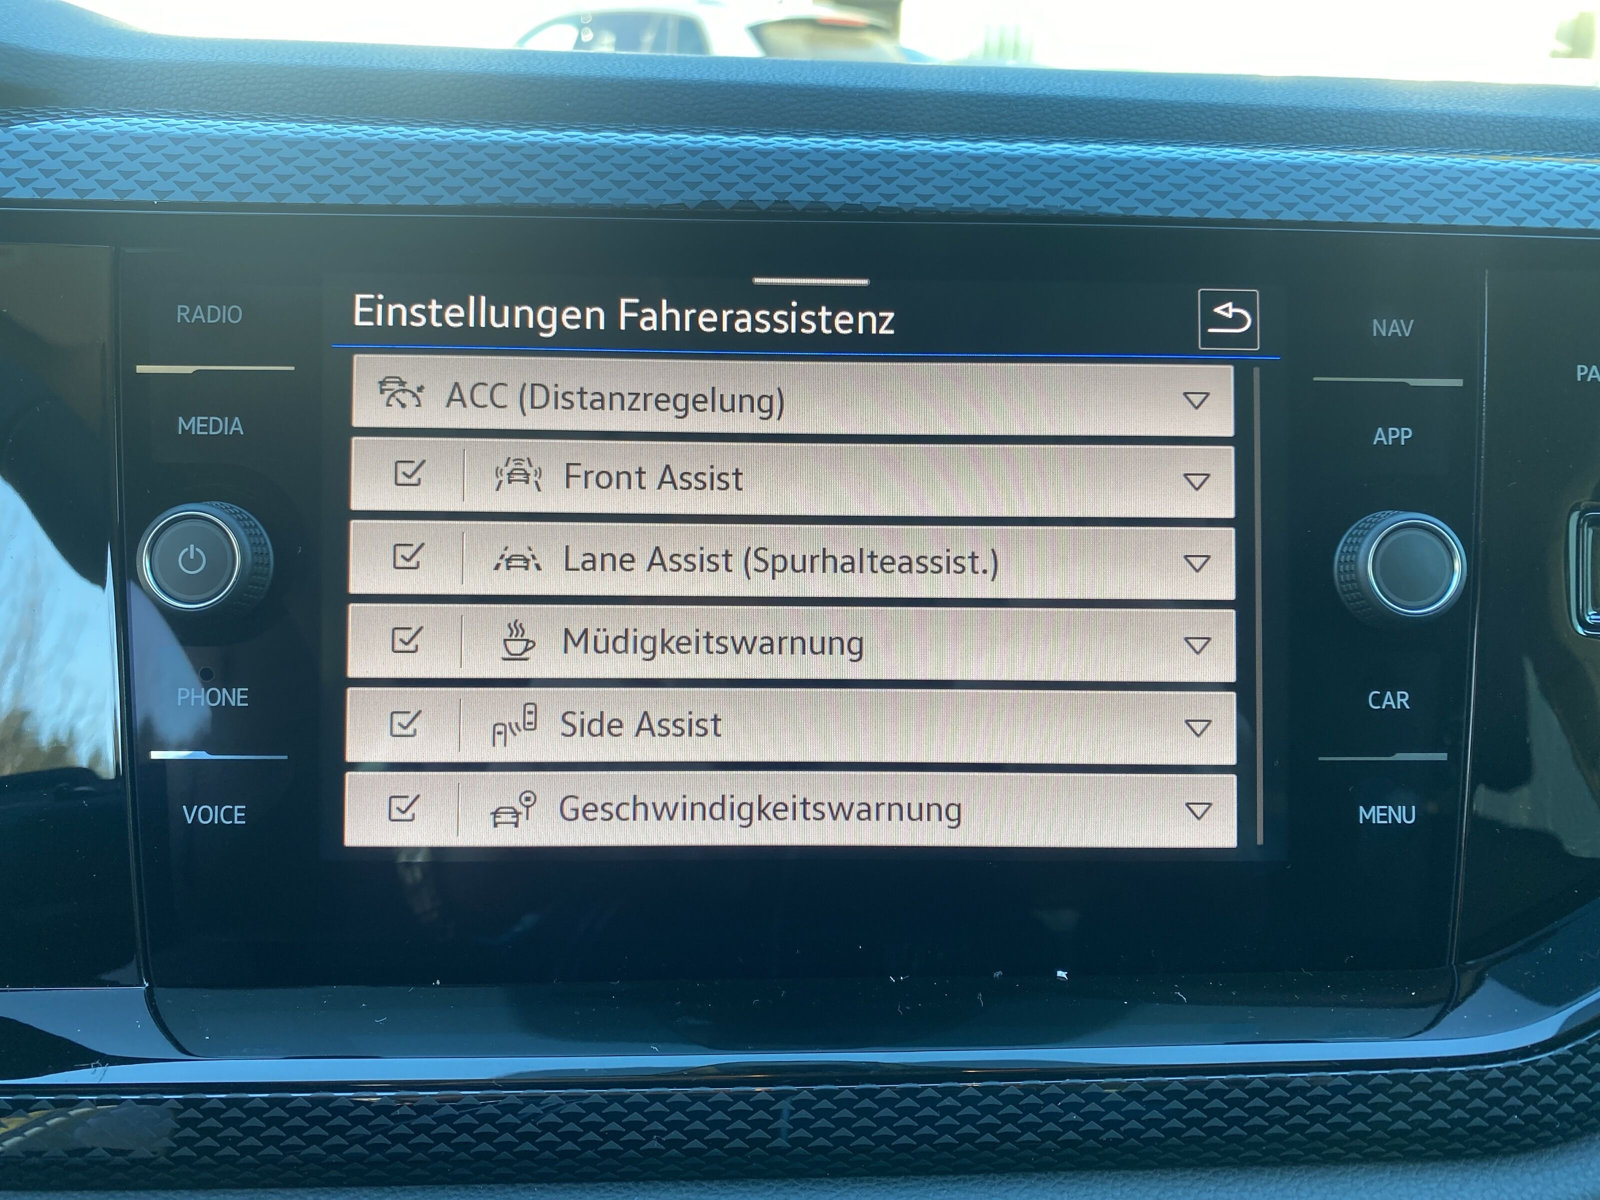 RADIO
MEDIA
PHONE
VOICE
Einstellungen Fahrerassistenz
ACC (Distanzregelung)
Front Assist
Lane Assist (Spurhalteassist.)
Müdigkeitswarnung
Side Assist
Geschwindigkeitswarnung
NAV
APP
CAR
MENU
PA